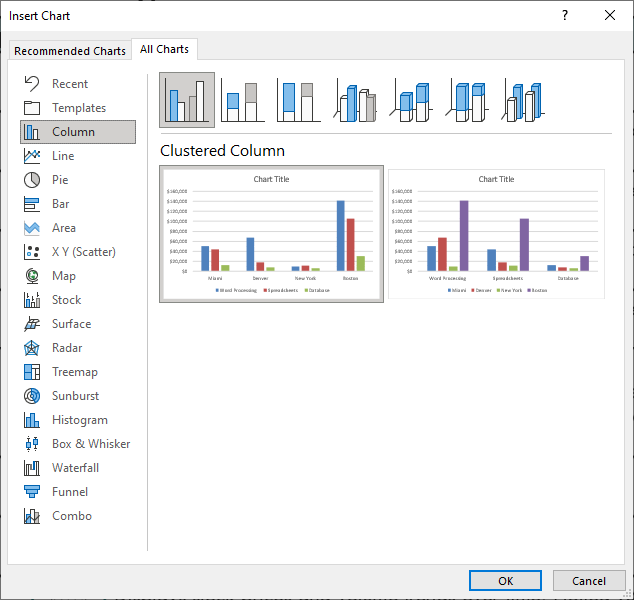 Insert Chart
?
Recommended Charts
All Charts
Recent
Templates
Column
Line
Pie
Bar
Area
X Y (Scatter)
Map
Stock
Surface
Radar
Treemap
Sunburst
Histogram
Box & Whisker
Waterfall
Funnel
Combo
Clustered Column
Chart Title
$160,000
$140,000
$120,000
$100,000
$80,000
$60,000
$40,000
$20,000
$0
Miami Denver New York Boston
Word Processing Spreadsheets Database
Chart Title
$160,000
$140,000
$120,000
$100,000
$80,000
$60,000
$40,000
$20,000
$0
Word Processing Spreadsheets Database
Miami Denver New York Boston
OK Cancel